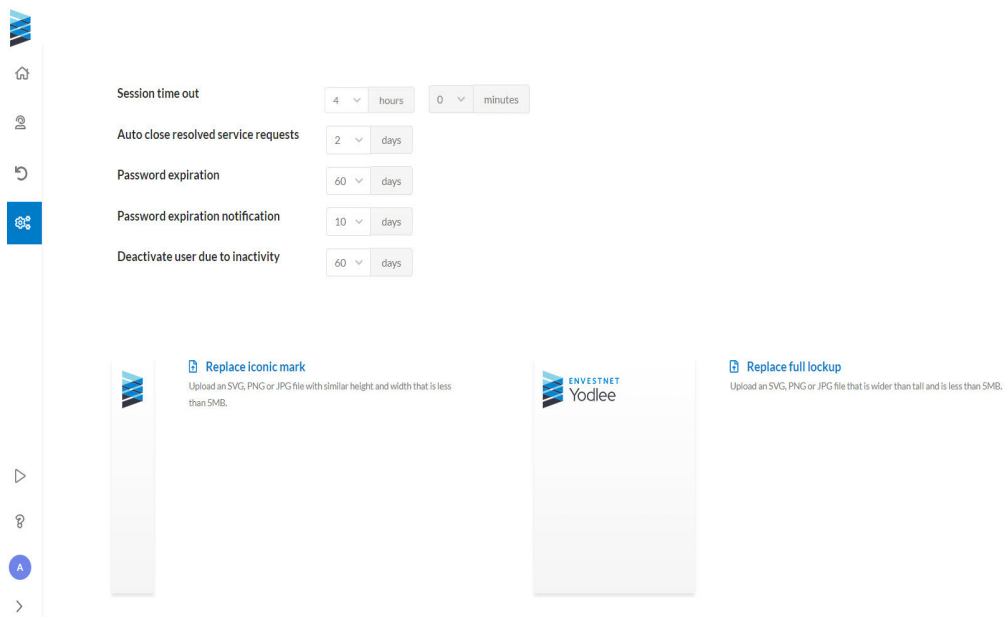 Session time out
4 hours 0 minutes
Auto close resolved service requests
2 days
Password expiration
60 days
Password expiration notification
10 days
Deactivate user due to inactivity
60 days
Replace iconic mark
Upload an SVG, PNG or JPG file with similar height and width that is less
than 5MB.
ENVESTNET
Yodlee
Replace full lockup
Upload an SVG, PNG or JPG file that is wider than tall and is less than 5MB.
A